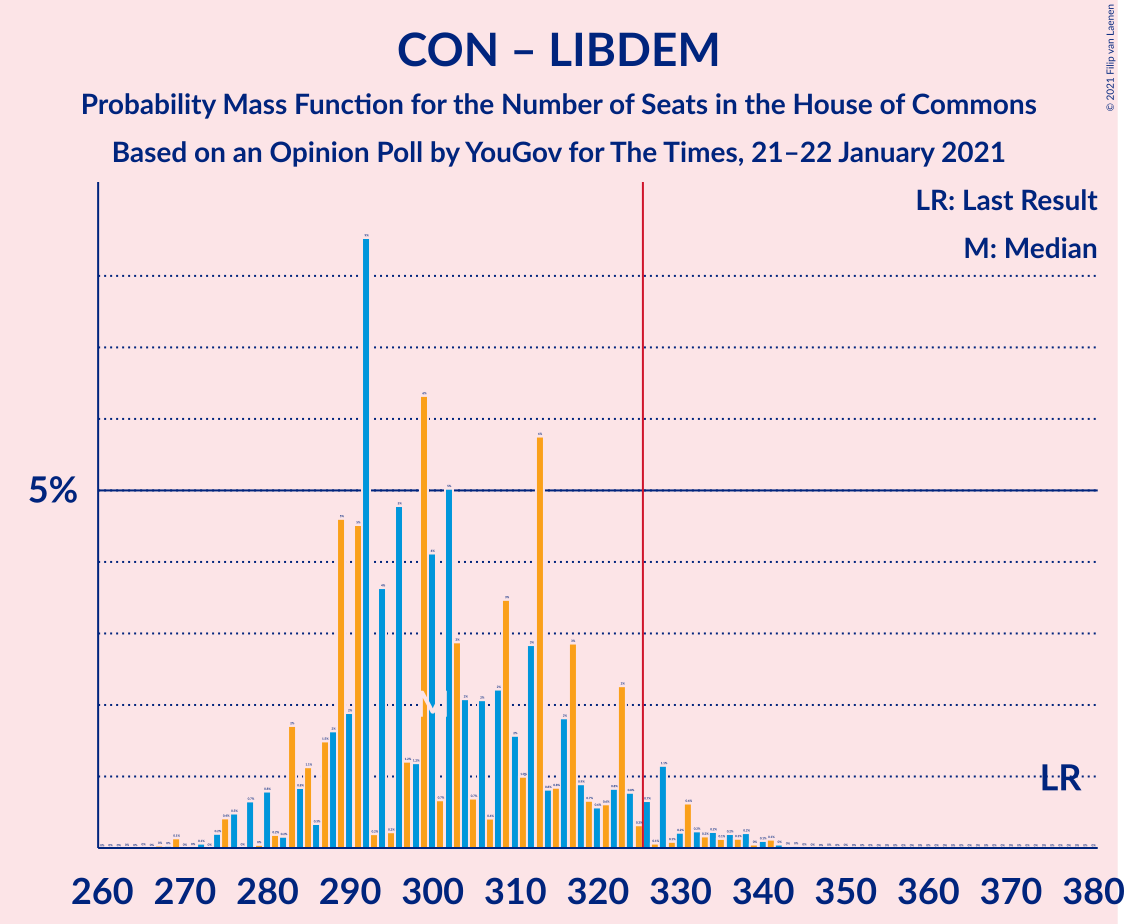 CON – LIBDEM
Probability Mass Function for the Number of Seats in the House of Commons
Based on an Opinion Poll by YouGov for The Times, 21–22 January 2021
© 2021 Filip van Laenen
LR: Last Result
M: Median
5%
M
LR
260 270 280 290 300 310 320 330 340 350 360 370 380